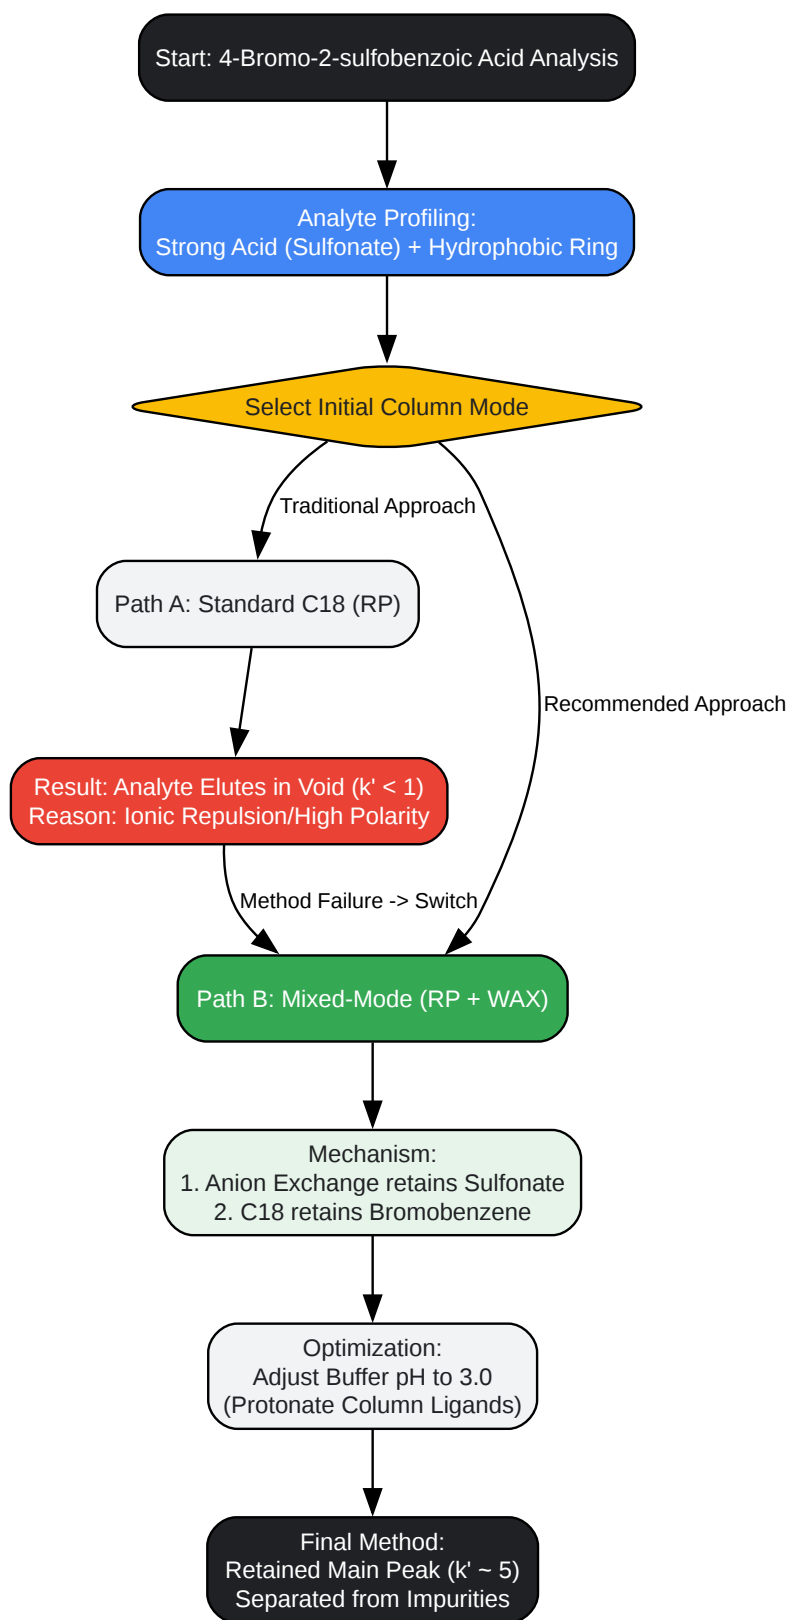 Start: 4-Bromo-2-sulfobenzoic Acid Analysis
Analyte Profiling:
Strong Acid (Sulfonate) + Hydrophobic Ring
Select Initial Column Mode
Traditional Approach
Path A: Standard C18 (RP)
Recommended Approach
Result: Analyte Elutes in Void (k' < 1)
Reason: Ionic Repulsion/High Polarity
Method Failure -> Switch
Path B: Mixed-Mode (RP + WAX)
Mechanism:
1. Anion Exchange retains Sulfonate
2. C18 retains Bromobenzene
Optimization:
Adjust Buffer pH to 3.0
(Protonate Column Ligands)
Final Method:
Retained Main Peak (k' ~ 5)
Separated from Impurities